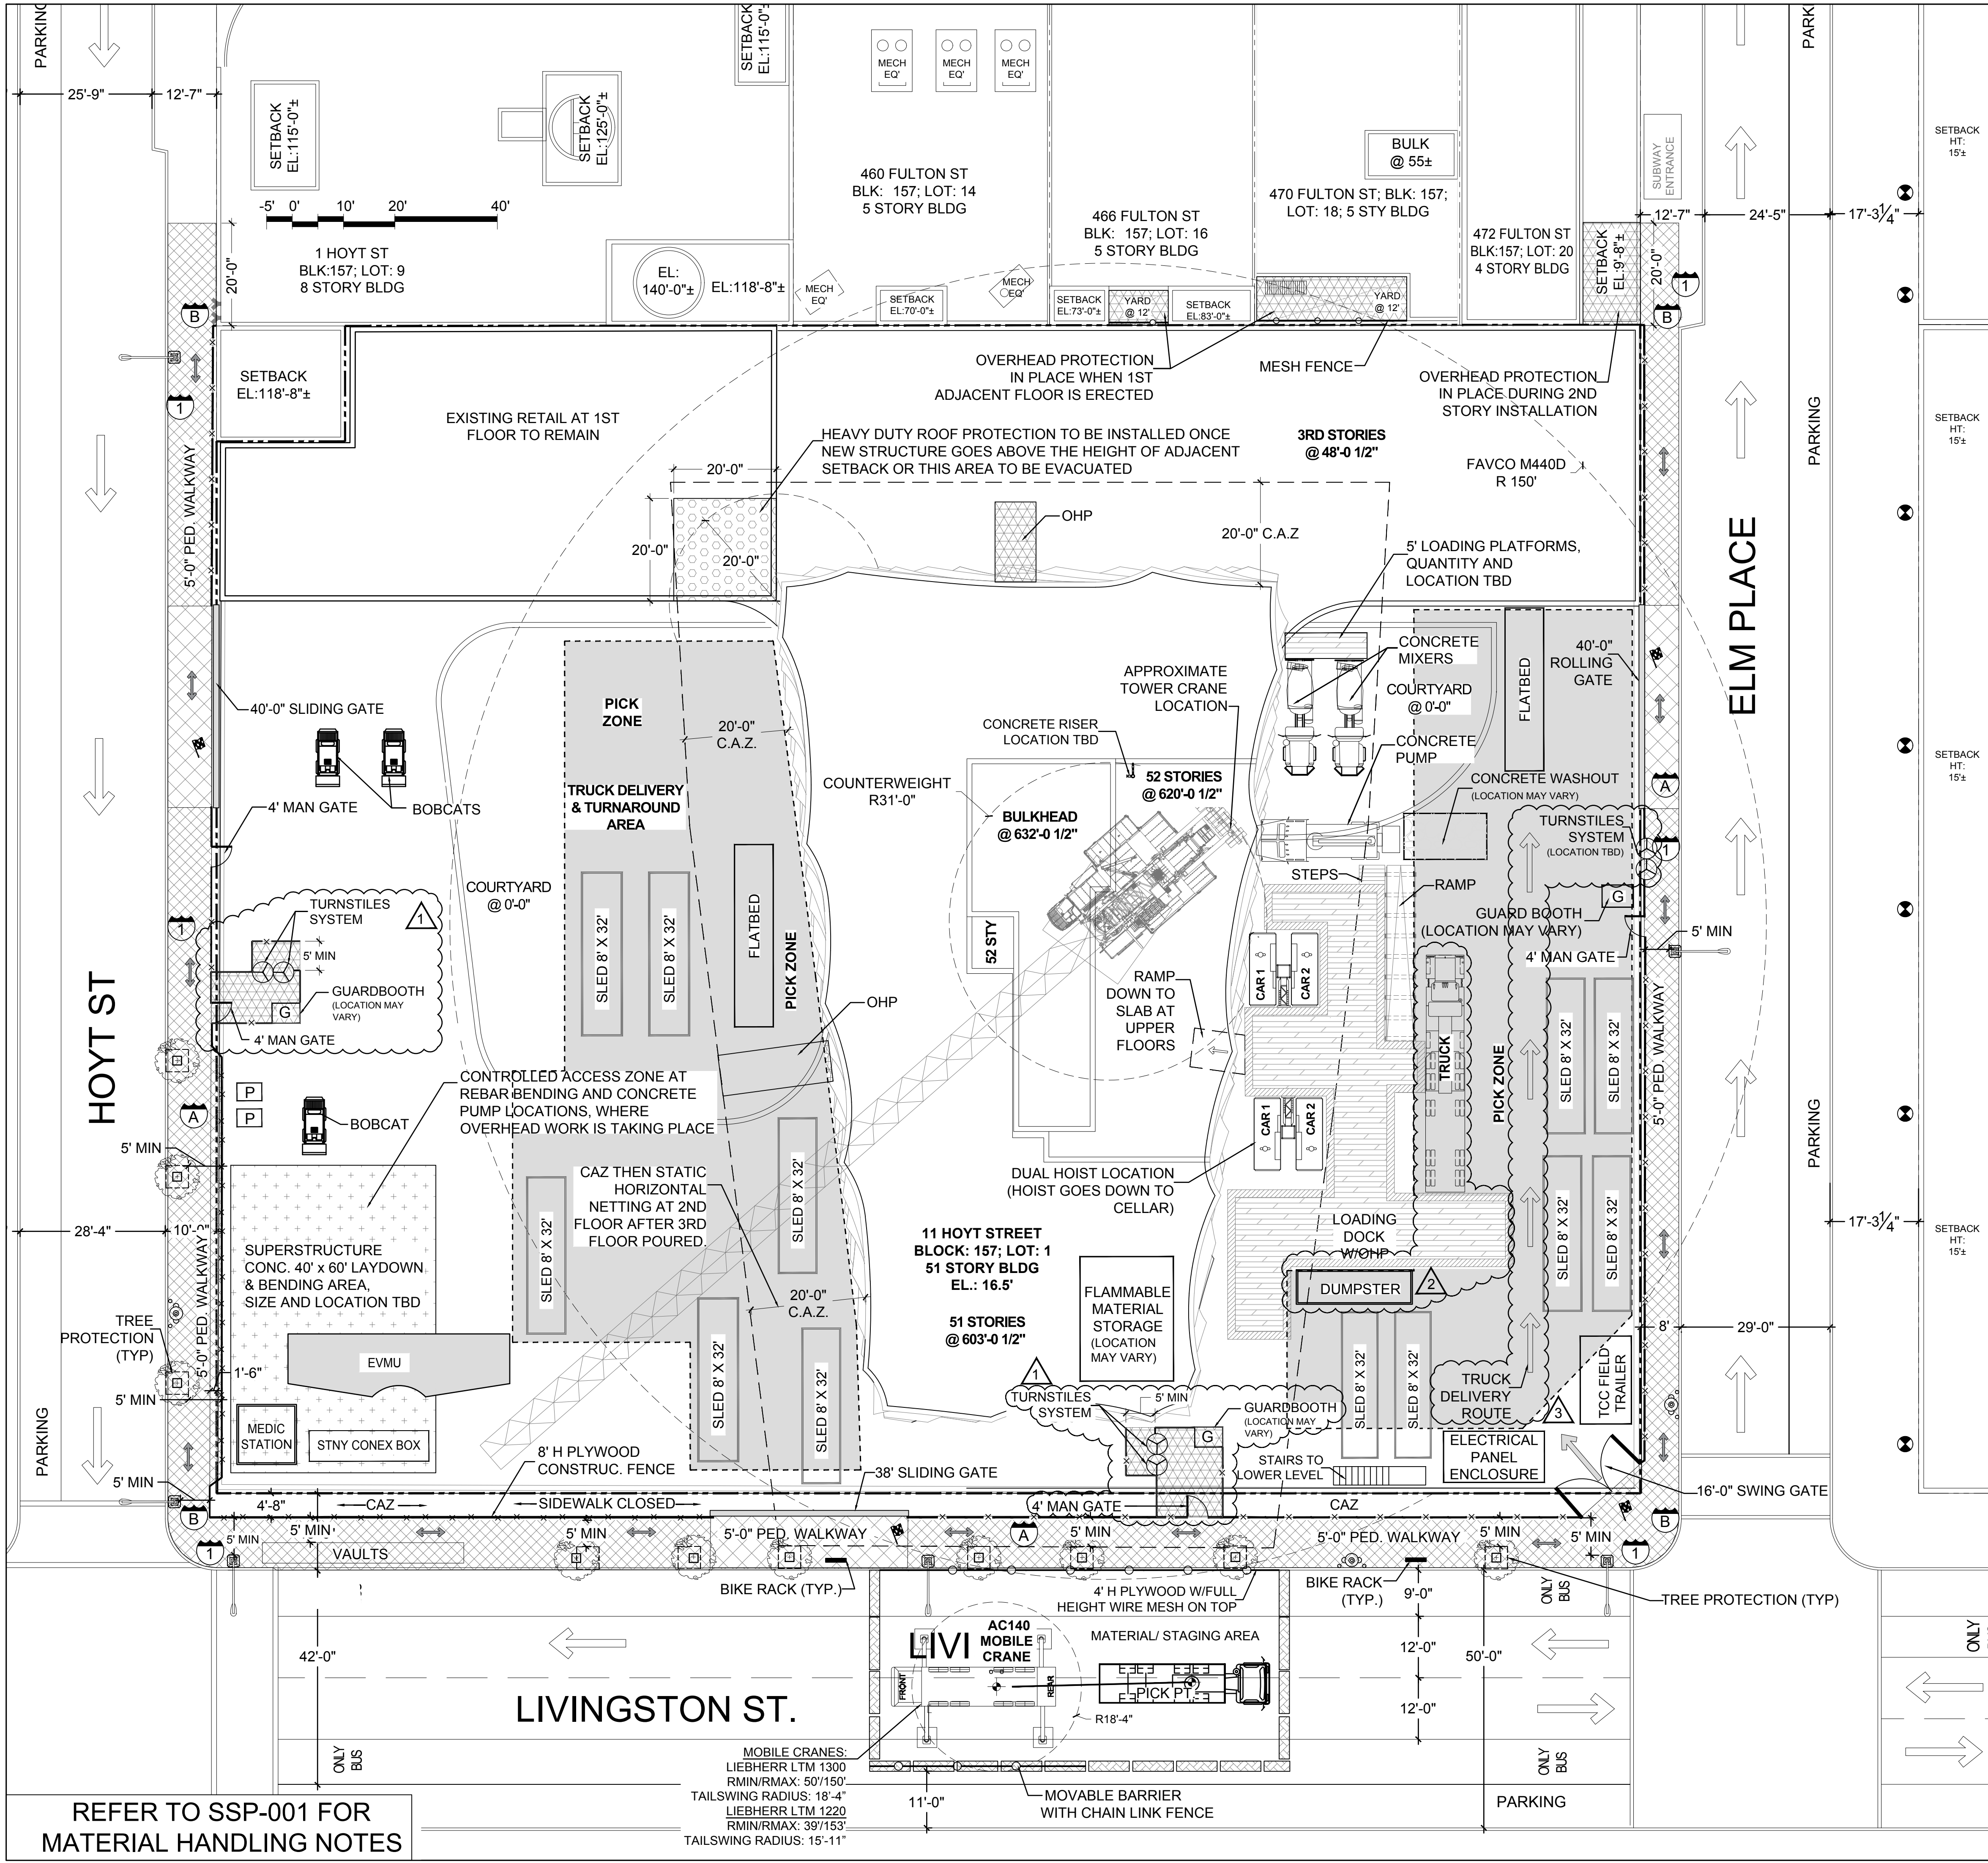 PARKING
25'-9"
12'-7"
SETBACK
EL:115'-0"±
SETBACK
EL:125'-0"±
SETBACK
EL:115'-0"±
MECH
EQ'
MECH
EQ'
MECH
EQ'
BULK
@ 55±
SUBWAY
ENTRANCE
SETBACK
HT:
15'±
-5' 0' 10' 20' 40'
1 HOYT ST
BLK:157; LOT: 9
8 STORY BLDG
20'-0"
460 FULTON ST
BLK: 157; LOT: 14
5 STORY BLDG
466 FULTON ST
BLK: 157; LOT: 16
5 STORY BLDG
470 FULTON ST; BLK: 157;
LOT: 18; 5 STY BLDG
472 FULTON ST
BLK:157; LOT: 20
4 STORY BLDG
SETBACK
EL:9'-8"±
20'-0"
12'-7"
24'-5"
17'-3¼"
EL:
140'-0"±
EL:118'-8"±
MECH
EQ'
SETBACK
EL:70'-0"±
MECH
EQ'
SETBACK
EL:73'-0"±
YARD
@ 12'
SETBACK
EL:83'-0"±
YARD
@ 12'
B
1
1
B
SETBACK
EL:118'-8"±
EXISTING RETAIL AT 1ST
FLOOR TO REMAIN
OVERHEAD PROTECTION
IN PLACE WHEN 1ST
ADJACENT FLOOR IS ERECTED
MESH FENCE
OVERHEAD PROTECTION
IN PLACE DURING 2ND
STORY INSTALLATION
HEAVY DUTY ROOF PROTECTION TO BE INSTALLED ONCE
NEW STRUCTURE GOES ABOVE THE HEIGHT OF ADJACENT
SETBACK OR THIS AREA TO BE EVACUATED
3RD STORIES
@ 48'-0 1/2"
FAVCO M440D
R 150'
PARKING
SETBACK
HT:
15'±
5'-0" PED. WALKWAY
20'-0"
20'-0"
20'-0"
OHP
20'-0" C.A.Z
5' LOADING PLATFORMS,
QUANTITY AND
LOCATION TBD
ELM PLACE
40'-0" SLIDING GATE
BOBCATS
4' MAN GATE
PICK
ZONE
20'-0"
C.A.Z.
TRUCK DELIVERY
& TURNAROUND
AREA
APPROXIMATE
TOWER CRANE
LOCATION
CONCRETE RISER
LOCATION TBD
COUNTERWEIGHT
R31'-0"
52 STORIES
@ 620'-0 1/2"
BULKHEAD
@ 632'-0 1/2"
CONCRETE
MIXERS
COURTYARD
@ 0'-0"
FLATBED
40'-0"
ROLLING
GATE
CONCRETE
PUMP
CONCRETE WASHOUT
(LOCATION MAY VARY)
TURNSTILES
SYSTEM
(LOCATION TBD)
A
1
SETBACK
HT:
15'±
COURTYARD
@ 0'-0"
SLED 8' X 32'
SLED 8' X 32'
FLATBED
PICK ZONE
52 STY
STEPS
RAMP
GUARD BOOTH
(LOCATION MAY VARY)
G
5' MIN
4' MAN GATE
TURNSTILES
SYSTEM
1
5' MIN
GUARDBOOTH
(LOCATION MAY
VARY)
G
4' MAN GATE
1
HOYT ST
OHP
RAMP
DOWN TO
SLAB AT
UPPER
FLOORS
CAR 1
CAR 2
TRUCK
PICK ZONE
SLED 8' X 32'
SLED 8' X 32'
5'-0" PED. WALKWAY
P
P
BOBCAT
A
5' MIN
CONTROLLED ACCESS ZONE AT
REBAR BENDING AND CONCRETE
PUMP LOCATIONS, WHERE
OVERHEAD WORK IS TAKING PLACE
CAR 1
CAR 2
PARKING
CAZ THEN STATIC
HORIZONTAL
NETTING AT 2ND
FLOOR AFTER 3RD
FLOOR POURED.
SLED 8' X 32'
SLED 8' X 32'
DUAL HOIST LOCATION
(HOIST GOES DOWN TO
CELLAR)
28'-4"
10'-0"
SUPERSTRUCTURE
CONC. 40' x 60' LAYDOWN
& BENDING AREA,
SIZE AND LOCATION TBD
11 HOYT STREET
BLOCK: 157; LOT: 1
51 STORY BLDG
EL.: 16.5'
51 STORIES
@ 603'-0 1/2"
FLAMMABLE
MATERIAL
STORAGE
(LOCATION
MAY VARY)
LOADING
DOCK
W/OHP
DUMPSTER
2
SLED 8' X 32'
SLED 8' X 32'
17'-3¼"
SETBACK
HT:
15'±
TREE
PROTECTION
(TYP)
5'-0" PED. WALKWAY
1'-6"
5' MIN
EVMU
20'-0"
C.A.Z.
SLED 8' X 32'
SLED 8' X 32'
SLED 8' X 32'
SLED 8' X 32'
TRUCK
DELIVERY
ROUTE
3
TCC FIELD
TRAILER
8'
29'-0"
1
TURNSTILES
SYSTEM
5' MIN
GUARDBOOTH
(LOCATION MAY
VARY)
G
PARKING
MEDIC
STATION
STNY CONEX BOX
8' H PLYWOOD
CONSTRUC. FENCE
38' SLIDING GATE
STAIRS TO
LOWER LEVEL
ELECTRICAL
PANEL
ENCLOSURE
16'-0" SWING GATE
5' MIN
4'-8"
CAZ
SIDEWALK CLOSED
4' MAN GATE
CAZ
B
1
5' MIN
5' MIN
VAULTS
5' MIN
5'-0" PED. WALKWAY
A
5' MIN
5'-0" PED. WALKWAY
5' MIN
5' MIN
B
1
BIKE RACK (TYP.)
4' H PLYWOOD W/FULL
HEIGHT WIRE MESH ON TOP
BIKE RACK
(TYP.)
9'-0"
ONLY
BUS
TREE PROTECTION (TYP)
42'-0"
LIVI
AC140
MOBILE
CRANE
MATERIAL/ STAGING AREA
12'-0"
50'-0"
ONLY
FRONT
REAR
PICK PT.
LIVINGSTON ST.
R18'-4"
12'-0"
ONLY
BUS
MOBILE CRANES:
LIEBHERR LTM 1300
RMIN/RMAX: 50'/150'
TAILSWING RADIUS: 18'-4"
LIEBHERR LTM 1220
RMIN/RMAX: 39'/153'
TAILSWING RADIUS: 15'-11"
11'-0"
MOVABLE BARRIER
WITH CHAIN LINK FENCE
ONLY
BUS
PARKING
REFER TO SSP-001 FOR
MATERIAL HANDLING NOTES